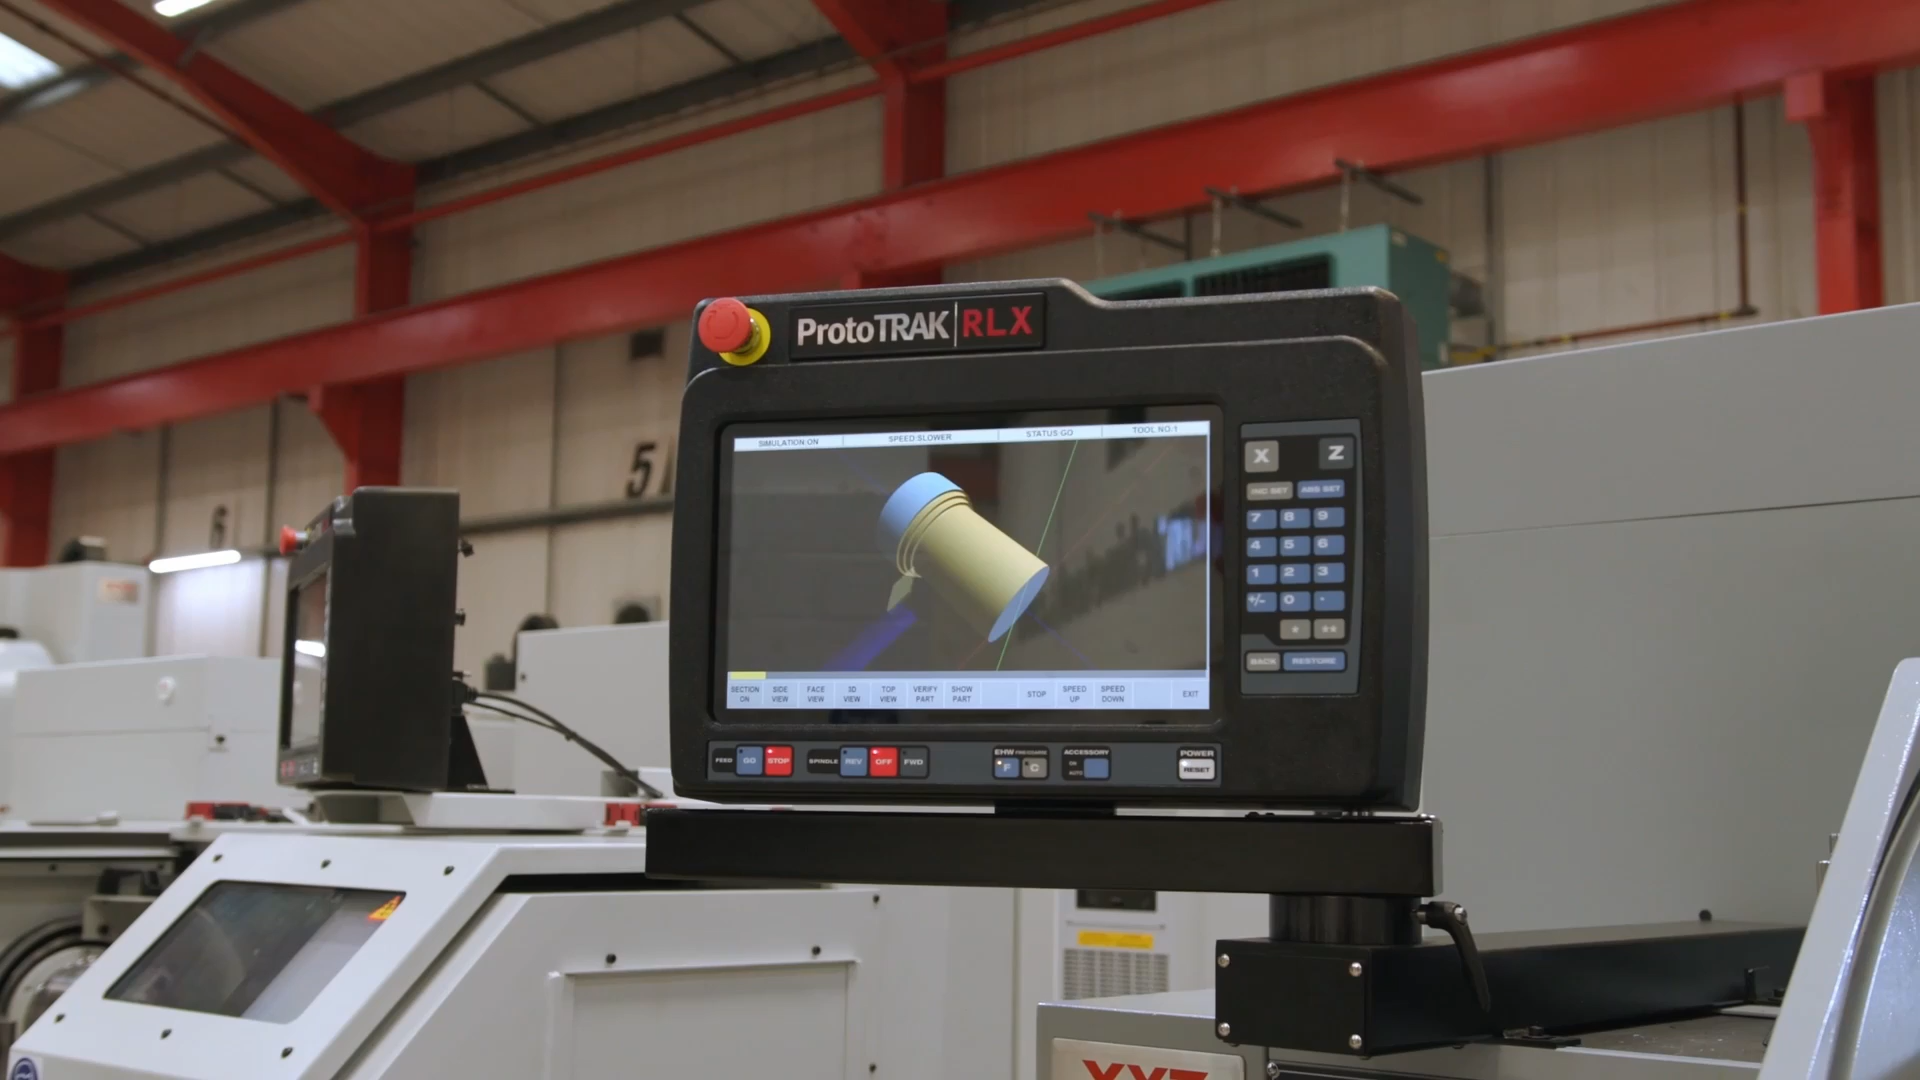 ProtoTRAK RLX
SIMULATION:ON SPEED:SLOWER STATUS:GO TOOL NO:1
5
6
X Z
INC SET ABS SET
7 8 9
4 5 6
1 2 3
+/- 0 .
* **
BACK RESTORE
SECTION ON
SIDE VIEW
FACE VIEW
3D VIEW
TOP VIEW
VERIFY PART
SHOW PART
STOP
SPEED UP
SPEED DOWN
EXIT
FEED GO STOP
SPINDLE REV OFF FWD
EHW F C
ACCESSORY
ON
AUTO
POWER
RESET
XYZ